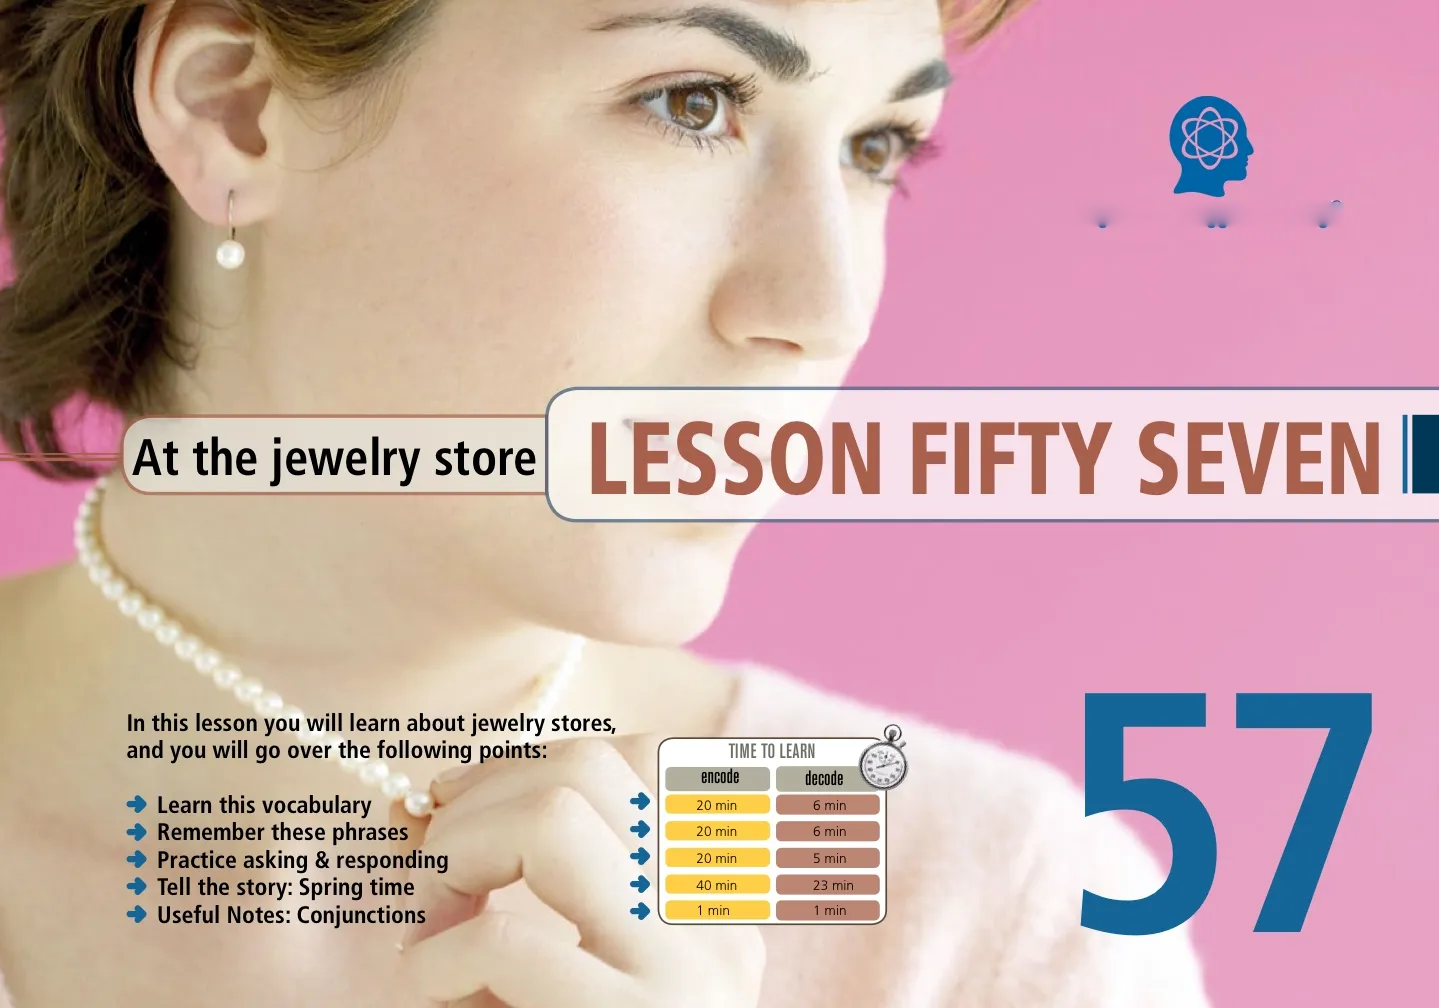 At the jewelry store
LESSON FIFTY SEVEN
In this lesson you will learn about jewelry stores,
and you will go over the following points:
Learn this vocabulary
Remember these phrases
Practice asking & responding
Tell the story: Spring time
Useful Notes: Conjunctions
TIME TO LEARN
encode decode
20 min 6 min
20 min 6 min
20 min 5 min
40 min 23 min
1 min 1 min
57